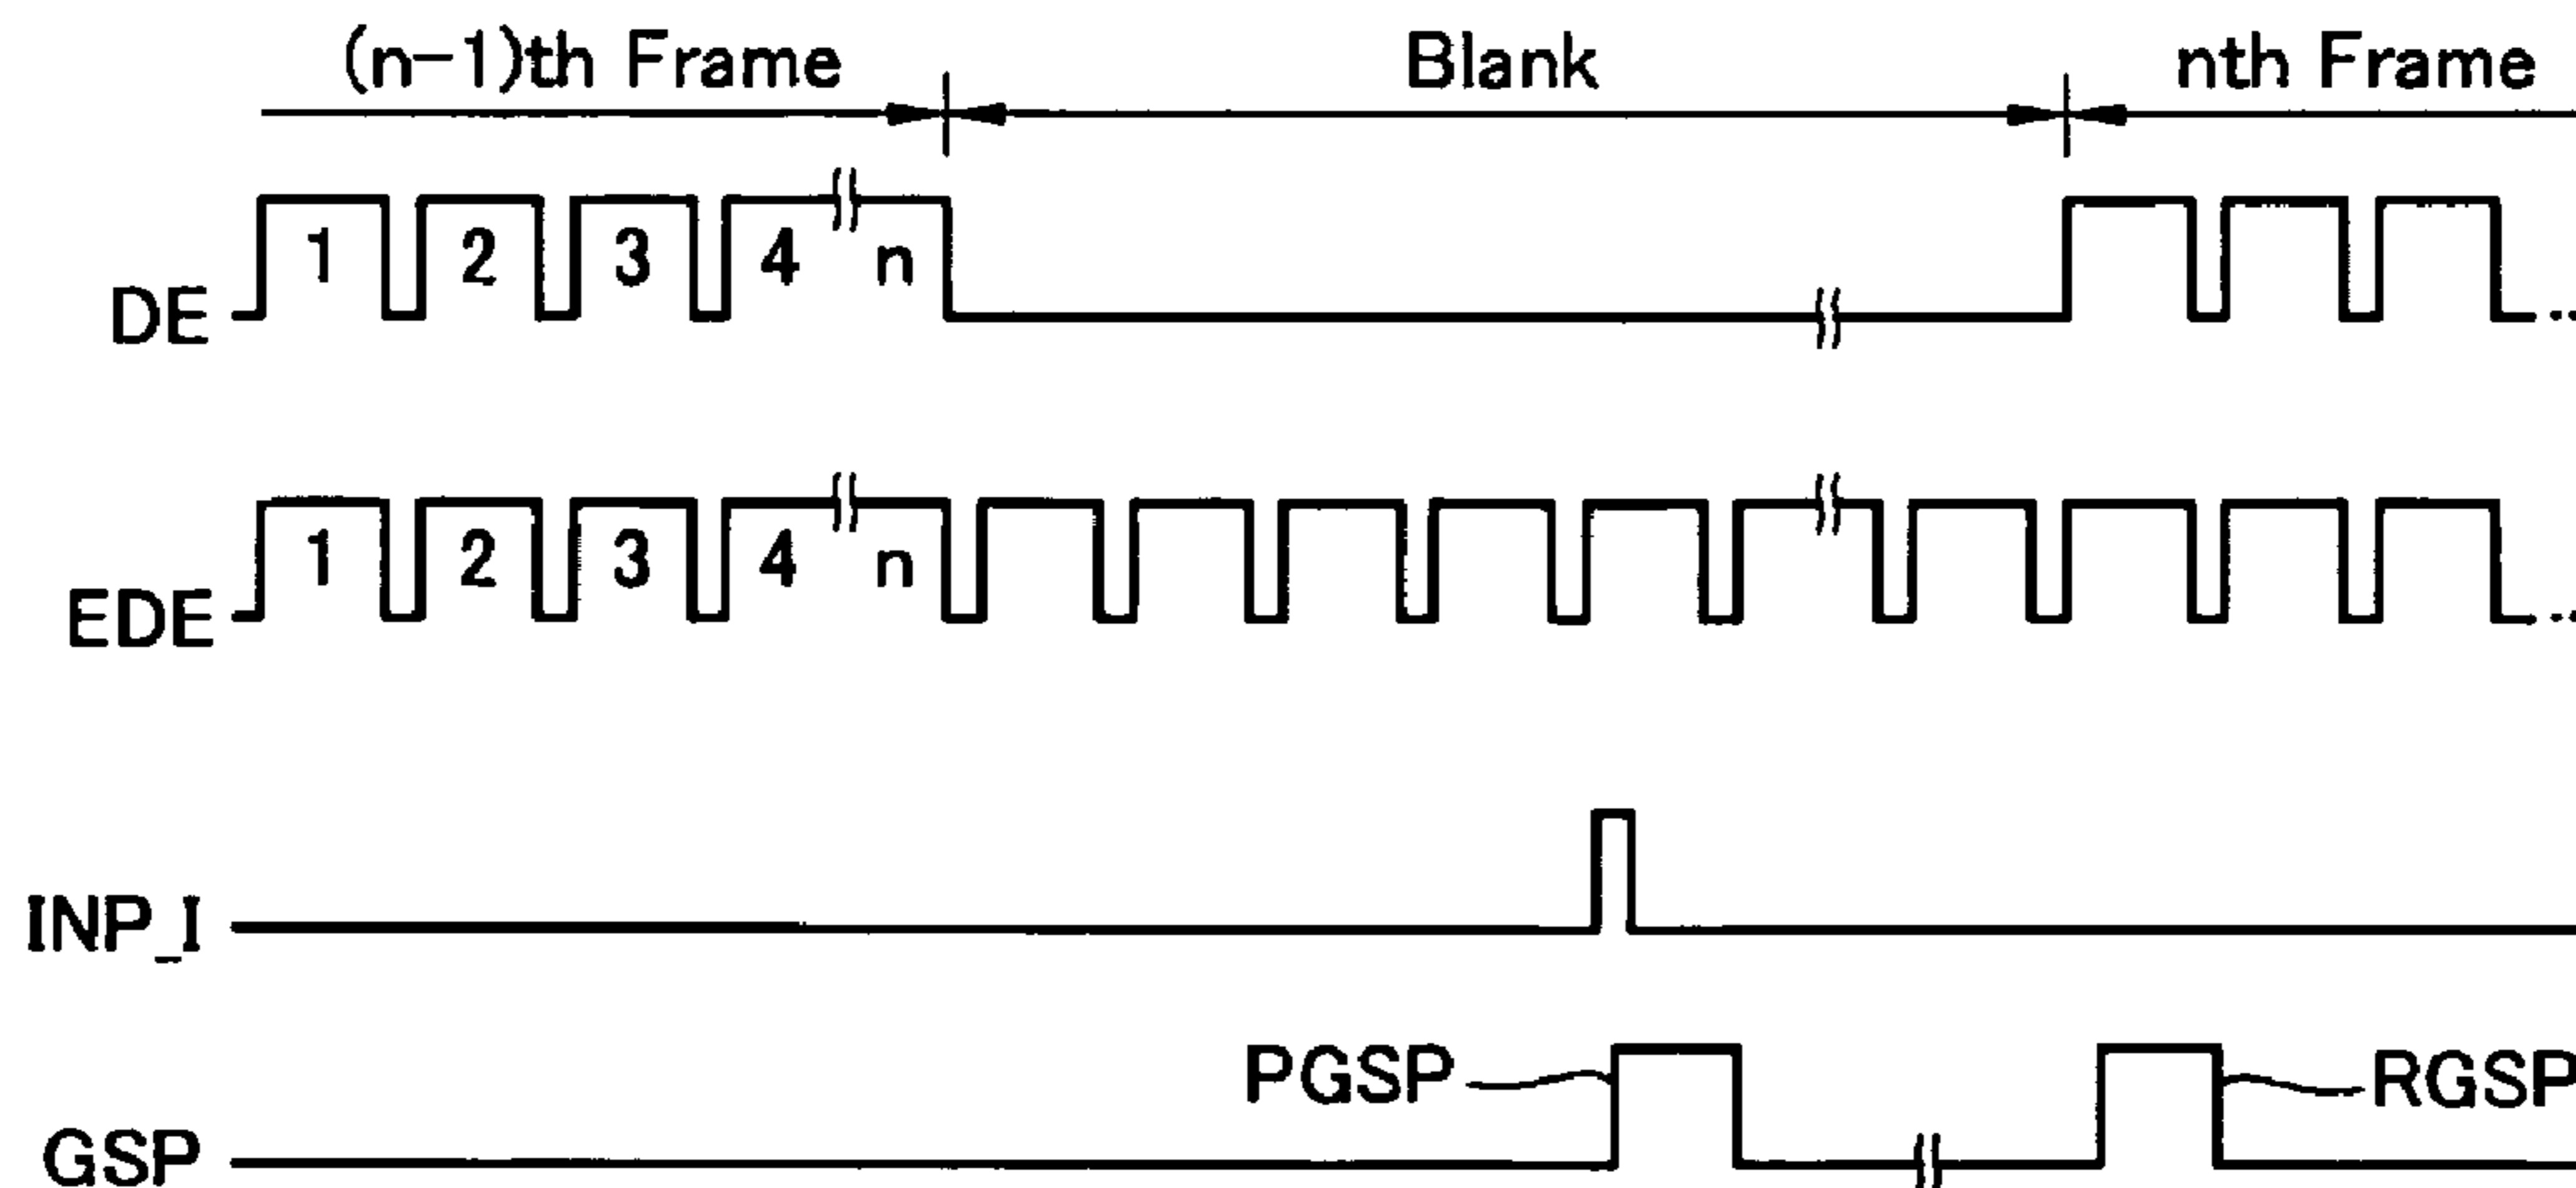 (n-1)th Frame Blank nth Frame
DE 1 2 3 4 n ..
EDE 1 2 3 4 n ..
INP_I
PGSP RGSP
GSP